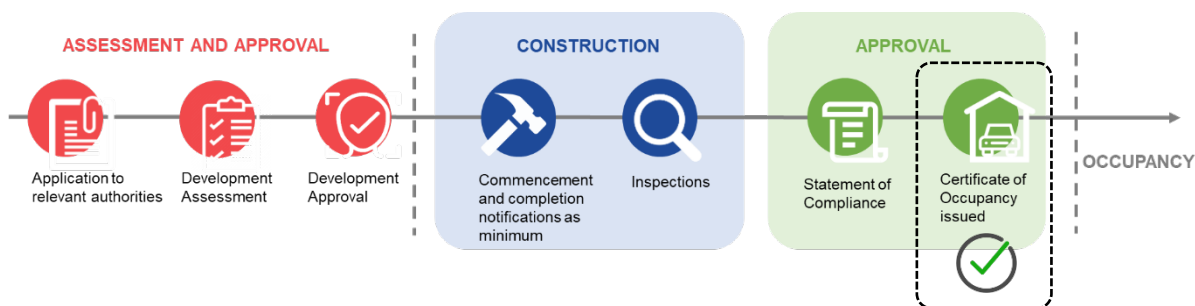 ASSESSMENT AND APPROVAL
CONSTRUCTION
APPROVAL
Application to
relevant authorities
Development
Assessment
Development
Approval
Commencement
and completion
notifications as
minimum
Inspections
Statement of
Compliance
Certificate of
Occupancy
issued
OCCUPANCY